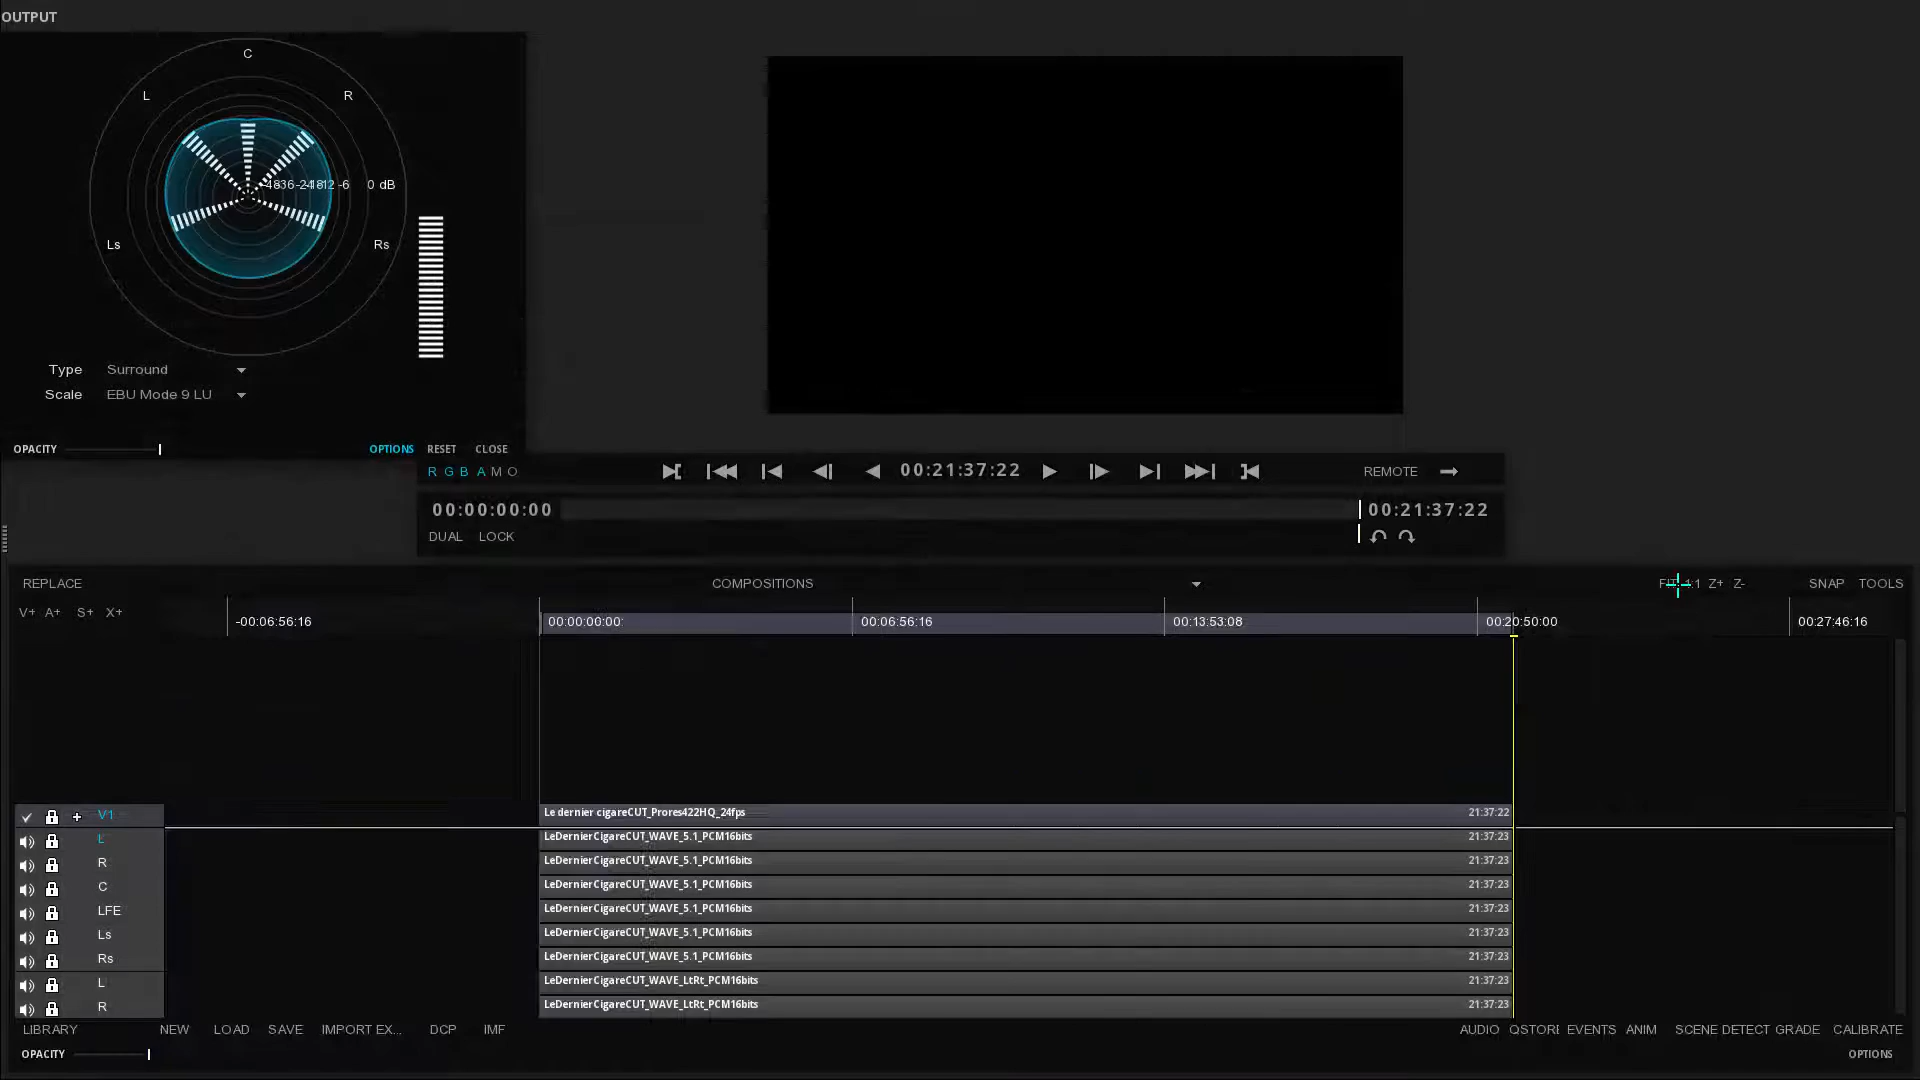 OUTPUT
C
L R
0 dB
Ls Rs
Type Surround
Scale EBU Mode 9 LU
OPACITY OPTIONS RESET CLOSE
R G B A M O 00:21:37:22 REMOTE
00:00:00:00 00:21:37:22
DUAL LOCK
REPLACE COMPOSITIONS 1:1 Z+ Z- SNAP TOOLS
V+ A+ S+ X+
-00:06:56:16 00:00:00:00 00:06:56:16 00:13:53:08 00:20:50:00 00:27:46:16
V1 Le dernier cigareCUT_Prores422HQ_24fps 21:37:22
L LeDernierCigareCUT_WAVE_5.1_PCM16bits 21:37:23
R LeDernierCigareCUT_WAVE_5.1_PCM16bits 21:37:23
C LeDernierCigareCUT_WAVE_5.1_PCM16bits 21:37:23
LFE LeDernierCigareCUT_WAVE_5.1_PCM16bits 21:37:23
Ls LeDernierCigareCUT_WAVE_5.1_PCM16bits 21:37:23
Rs LeDernierCigareCUT_WAVE_5.1_PCM16bits 21:37:23
L LeDernierCigareCUT_WAVE_LtRt_PCM16bits 21:37:23
R LeDernierCigareCUT_WAVE_LtRt_PCM16bits 21:37:23
LIBRARY NEW LOAD SAVE IMPORT EX... DCP IMF AUDIO EVENTS ANIM SCENE DETECT GRADE CALIBRATE
OPACITY OPTIONS